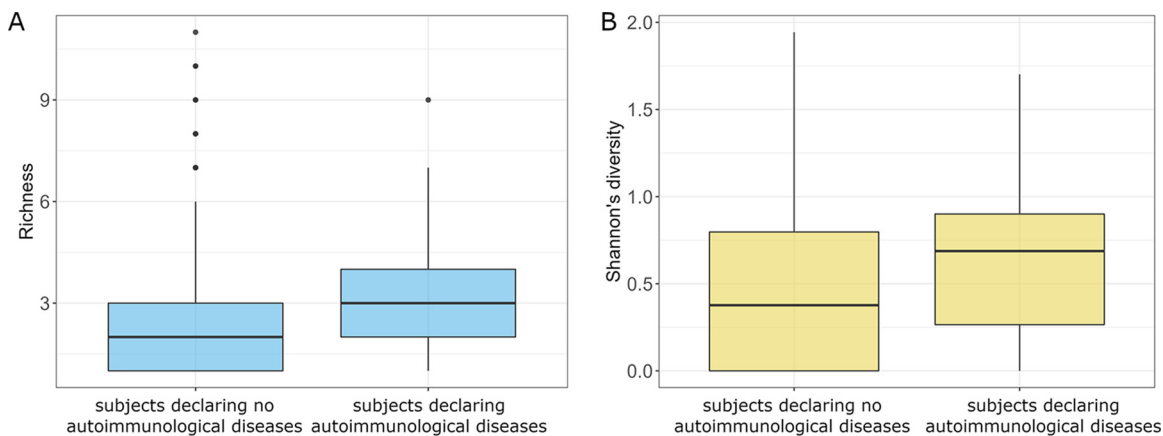 A
Richness
9
6
3
subjects declaring no
autoimmunological diseases
subjects declaring
autoimmunological diseases
B
Shannon's diversity
2.0
1.5
1.0
0.5
0.0
subjects declaring no
autoimmunological diseases
subjects declaring
autoimmunological diseases